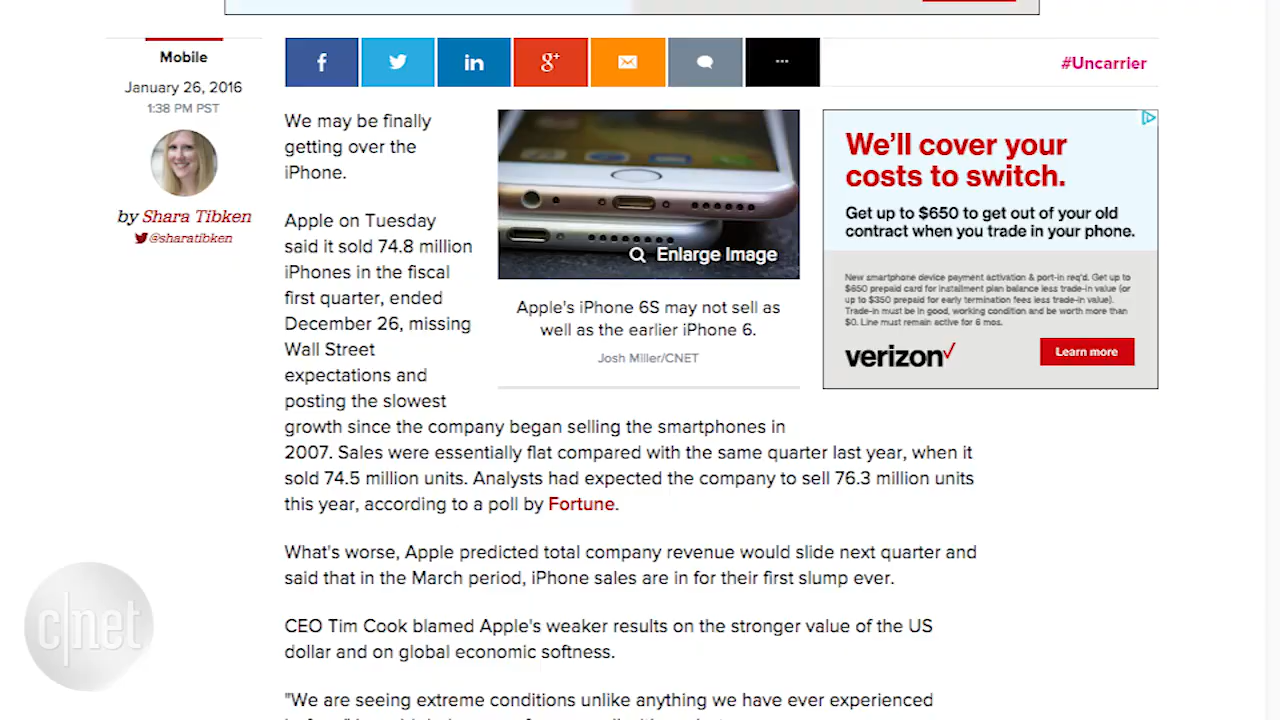 Mobile
January 26, 2016
1:38 PM PST
by Shara Tibken
@sharatibken
f
in
g+
...
#Uncarrier
We may be finally
getting over the
iPhone.
Apple on Tuesday
said it sold 74.8 million
iPhones in the fiscal
first quarter, ended
December 26, missing
Wall Street
expectations and
posting the slowest
growth since the company began selling the smartphones in
2007. Sales were essentially flat compared with the same quarter last year, when it
sold 74.5 million units. Analysts had expected the company to sell 76.3 million units
this year, according to a poll by Fortune.
Enlarge Image
Apple's iPhone 6S may not sell as
well as the earlier iPhone 6.
Josh Miller/CNET
We'll cover your
costs to switch.
Get up to $650 to get out of your old
contract when you trade in your phone.
New smartphone device payment activation & port-in req'd. Get up to
$650 prepaid card for installment plan balance less trade-in value (or
up to $350 prepaid for early termination fees less trade-in value).
Trade-in must be in good, working condition and be worth more than
$0. Line must remain active for 6 mos.
verizon
Learn more
What's worse, Apple predicted total company revenue would slide next quarter and
said that in the March period, iPhone sales are in for their first slump ever.
CEO Tim Cook blamed Apple's weaker results on the stronger value of the US
dollar and on global economic softness.
"We are seeing extreme conditions unlike anything we have ever experienced
c|net